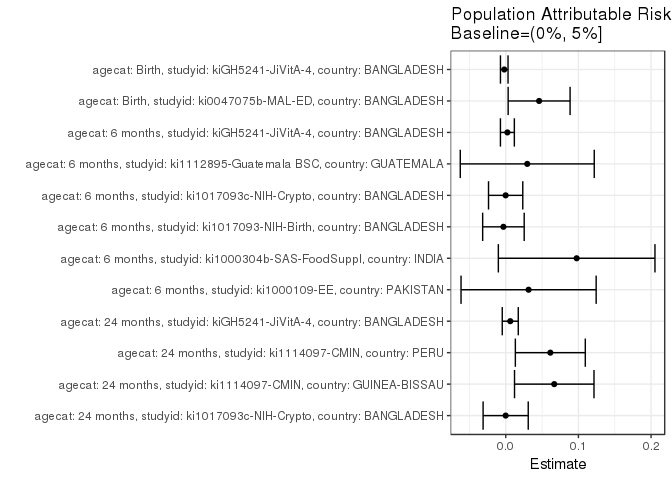 Population Attributable Risk
Baseline=(0%, 5%]
agecat: Birth, studyid: kiGH5241-JiVitA-4, country: BANGLADESH
agecat: Birth, studyid: ki0047075b-MAL-ED, country: BANGLADESH
agecat: 6 months, studyid: kiGH5241-JiVitA-4, country: BANGLADESH
agecat: 6 months, studyid: ki1112895-Guatemala BSC, country: GUATEMALA
agecat: 6 months, studyid: ki1017093c-NIH-Crypto, country: BANGLADESH
agecat: 6 months, studyid: ki1017093-NIH-Birth, country: BANGLADESH
agecat: 6 months, studyid: ki1000304b-SAS-FoodSuppl, country: INDIA
agecat: 6 months, studyid: ki1000109-EE, country: PAKISTAN
agecat: 24 months, studyid: kiGH5241-JiVitA-4, country: BANGLADESH
agecat: 24 months, studyid: ki1114097-CMIN, country: PERU
agecat: 24 months, studyid: ki1114097-CMIN, country: GUINEA-BISSAU
agecat: 24 months, studyid: ki1017093c-NIH-Crypto, country: BANGLADESH
0.0 0.1 0.2
Estimate